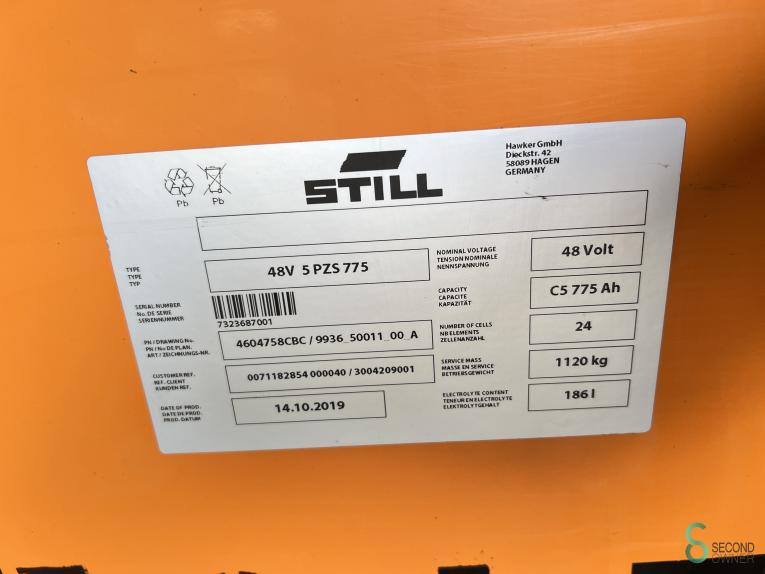 Pb
Pb
STILL
Hawker GmbH
Dieckstr. 42
58089 HAGEN
GERMANY
TYPE
TYPE
TYP
48V 5 PZS 775
SERIAL NUMBER
No. DE SERIE
SERIENNUMMER
7323687001
PN / DRAWING No.
PN / No DE PLAN.
ART / ZEICHNUNGS-NR.
4604758CBC / 9936_50011_00_A
CUSTOMER REF.
REF. CLIENT
KUNDEN REF.
0071182854 000040 / 3004209001
DATE OF PROD.
DATE DE PROD.
PROD. DATUM
14.10.2019
NOMINAL VOLTAGE
TENSION NOMINALE
NENNSPANNUNG
48 Volt
CAPACITY
CAPACITE
KAPAZITÄT
C5 775 Ah
NUMBER OF CELLS
NB ELEMENTS
ZELLENANZAHL
24
SERVICE MASS
MASSE EN SERVICE
BETRIEBSGEWICHT
1120 kg
ELECTROLYTE CONTENT
TENEUR EN ELECTROLYTE
ELEKTROLYTGEHALT
186 l
SECOND
OWNER